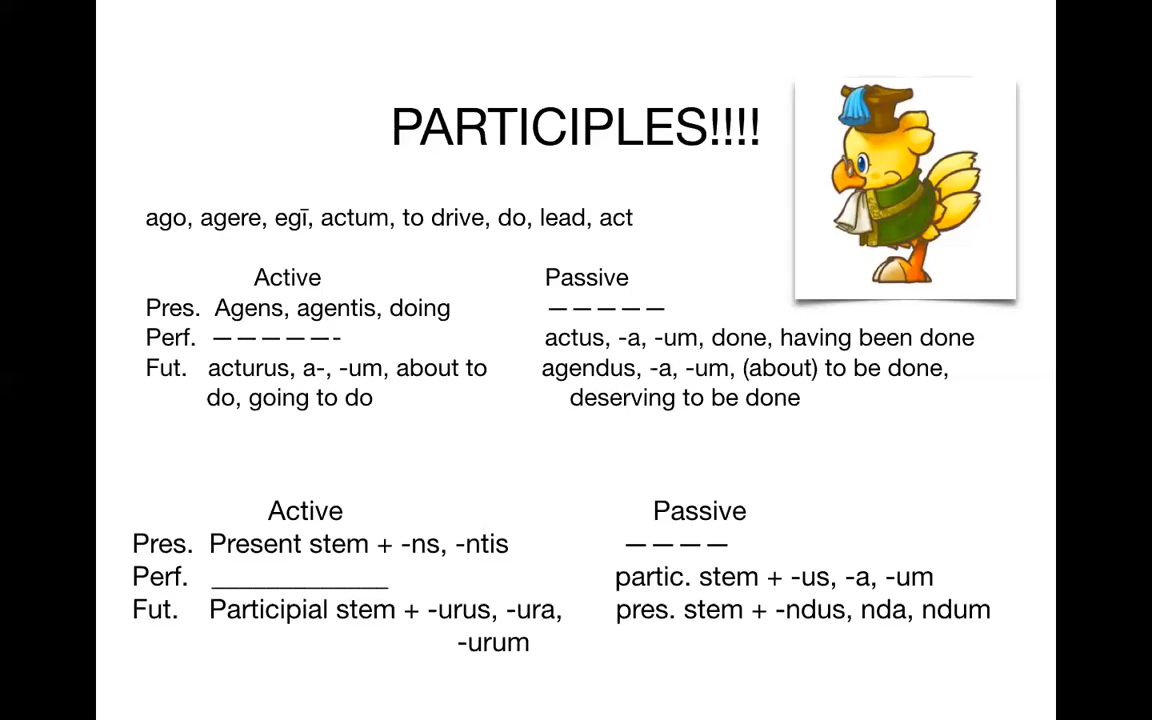 PARTICIPLES!!!!
ago, agere, egī, actum, to drive, do, lead, act
Active Passive
Pres. Agens, agentis, doing — — — — —
Perf. — — — — —- actus, -a, -um, done, having been done
Fut. acturus, a-, -um, about to agendus, -a, -um, (about) to be done,
do, going to do deserving to be done
Active Passive
Pres. Present stem + -ns, -ntis — — — —
Perf. ____________ partic. stem + -us, -a, -um
Fut. Participial stem + -urus, -ura, pres. stem + -ndus, nda, ndum
-urum